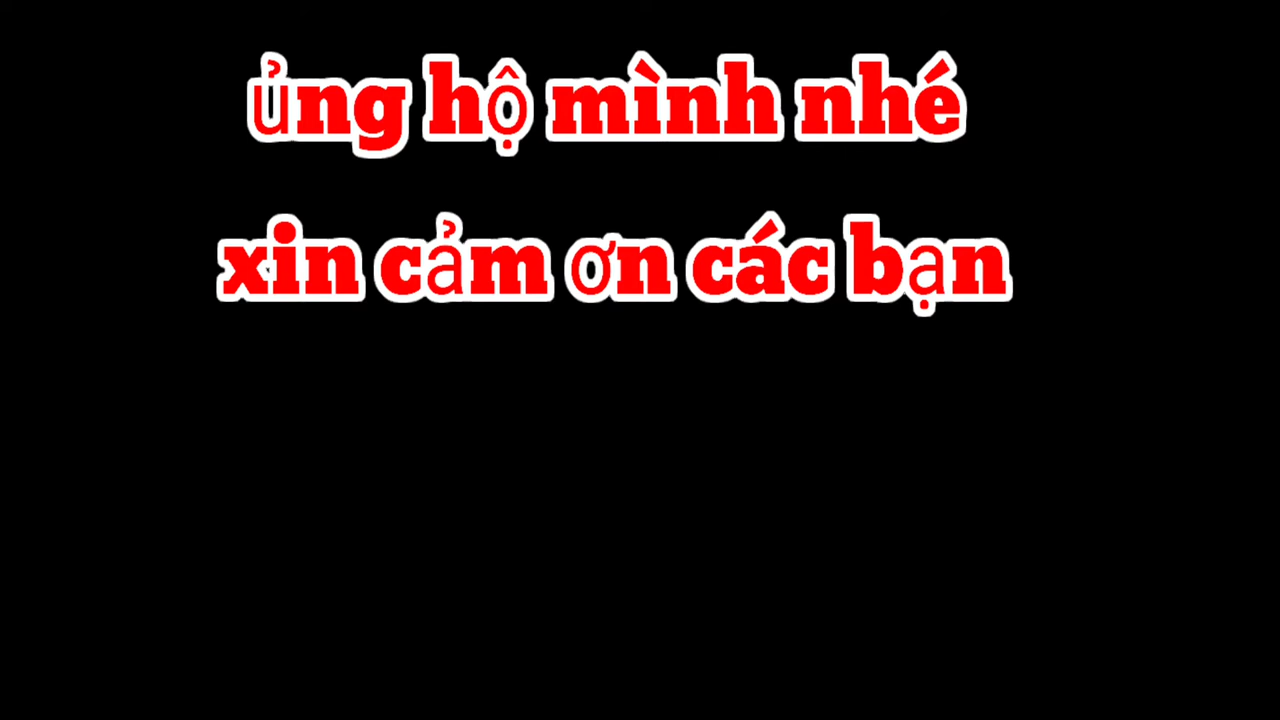 ủng hộ mình nhé
xin cảm ơn các bạn